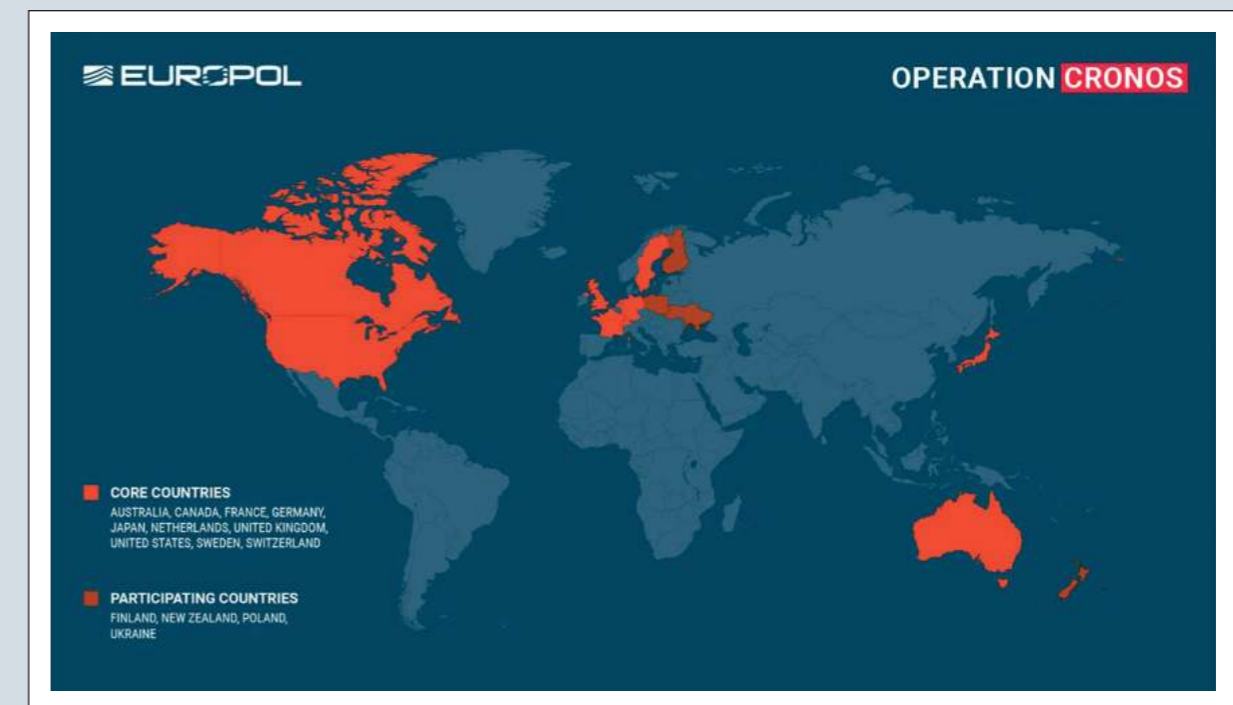 EUROPOL
OPERATION CRONOS
CORE COUNTRIES
AUSTRALIA, CANADA, FRANCE, GERMANY,
JAPAN, NETHERLANDS, UNITED KINGDOM,
UNITED STATES, SWEDEN, SWITZERLAND
PARTICIPATING COUNTRIES
FINLAND, NEW ZEALAND, POLAND,
UKRAINE